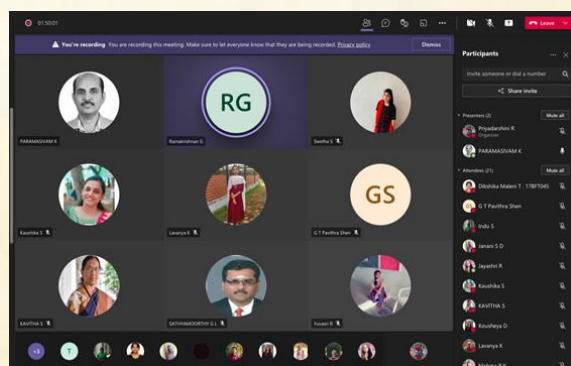 01:50:01
Leave
You're recording You are recording this meeting. Make sure to let everyone know that they are being recorded. Privacy policy
Dismiss
PARAMASIVAM K
RG
Ramakrishnan G
Swetha S
Kaushika S
Lavanya K
GS
G T Pavithra Shen
KAVITHA S
SATHYAMOORTHY G L
Yuvasri R
+3
T
Participants
Invite someone or dial a number
Share invite
Presenters (2)
Mute all
Priyadarshini R
Organiser
PARAMASIVAM K
Attendees (21)
Mute all
Dikshika Maleni T . 17BFT045
G T Pavithra Shen
Indu S
Janani S D
Jayashri R
Kaushika S
KAVITHA S
Kousheya D
Lavanya K